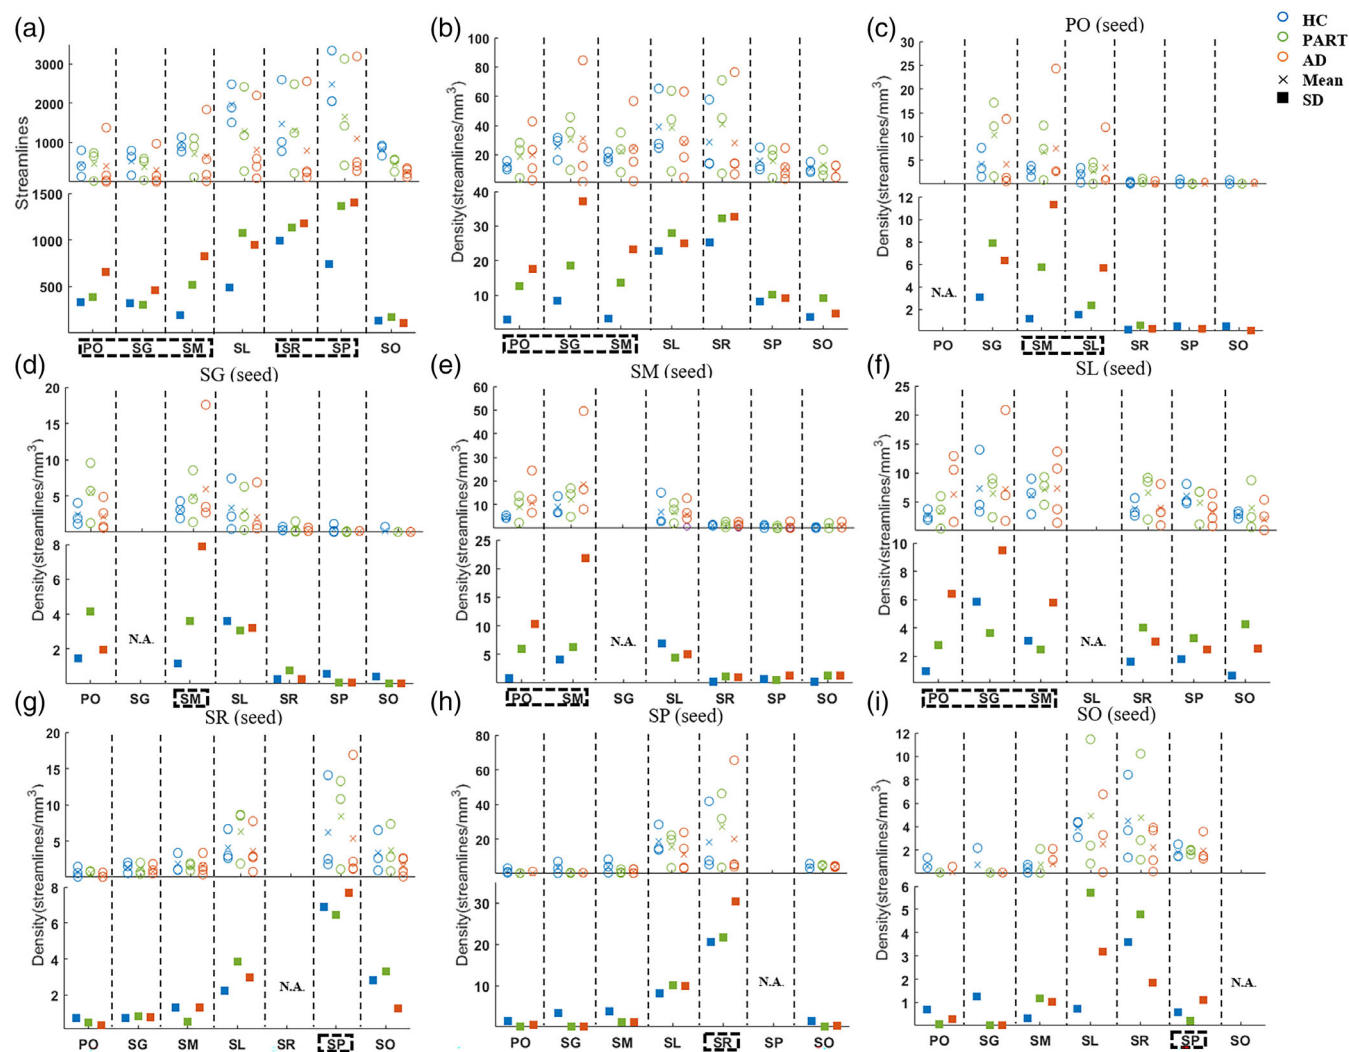 (a)
(b)
(c)
PO (seed)
HC
PART
AD
Mean
SD
Streamlines
3000
2000
1000
1500
1000
500
PO SG SM SL SR SP SO
Density(streamlines/mm³)
100
80
60
40
20
40
30
20
10
PO SG SM SL SR SP SO
Density(streamlines/mm³)
30
25
20
15
10
5
12
10
8
6
4
2
N.A.
PO SG SM SL SR SP SO
(d)
SG (seed)
Density(streamlines/mm³)
20
15
10
5
8
6
4
2
N.A.
PO SG SM SL SR SP SO
(e)
SM (seed)
Density(streamlines/mm³)
60
50
40
30
20
10
25
20
15
10
5
N.A.
PO SM SG SL SR SP SO
(f)
SL (seed)
Density(streamlines/mm³)
25
20
15
10
5
10
8
6
4
2
N.A.
PO SG SM SL SR SP SO
(g)
SR (seed)
Density(streamlines/mm³)
20
15
10
5
8
6
4
2
N.A.
PO SG SM SL SR SP SO
(h)
SP (seed)
Density(streamlines/mm³)
80
60
40
20
30
20
10
N.A.
PO SG SM SL SR SP SO
(i)
SO (seed)
Density(streamlines/mm³)
12
10
8
6
4
2
6
5
4
3
2
1
N.A.
PO SG SM SL SR SP SO